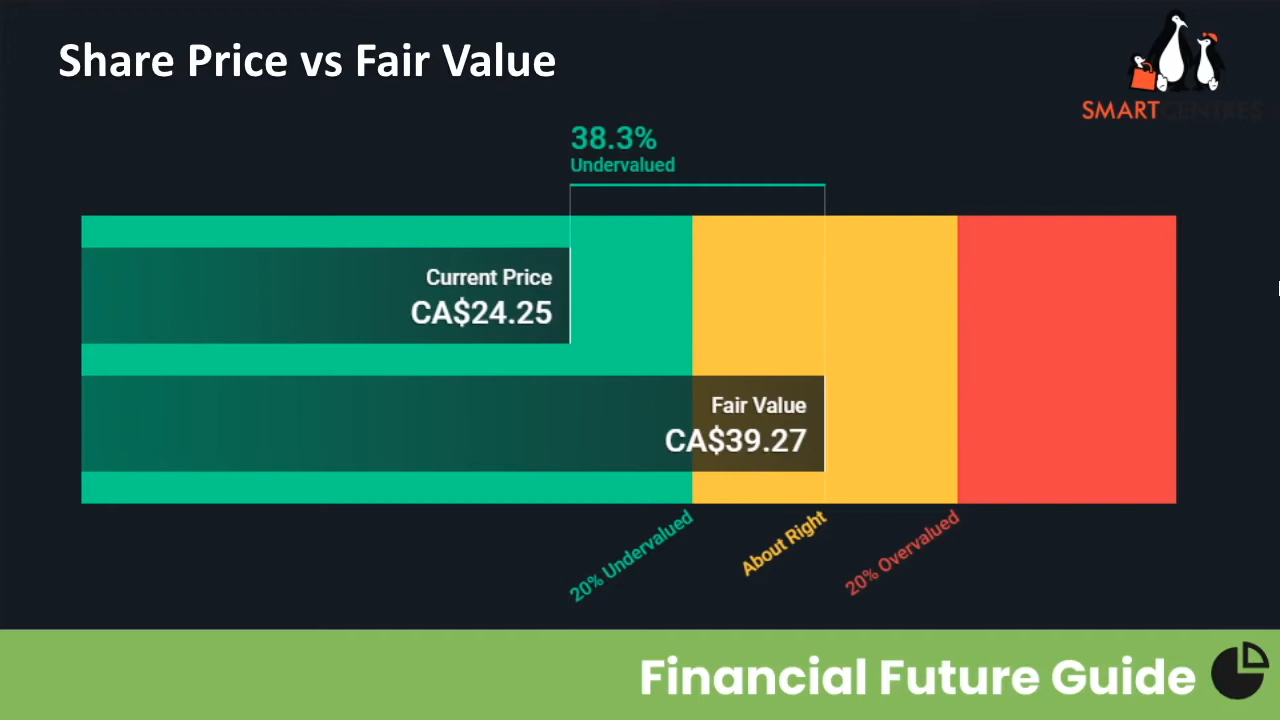 Share Price vs Fair Value
SMARTCENTRES
38.3%
Undervalued
Current Price
CA$24.25
Fair Value
CA$39.27
20% Undervalued
About Right
20% Overvalued
Financial Future Guide